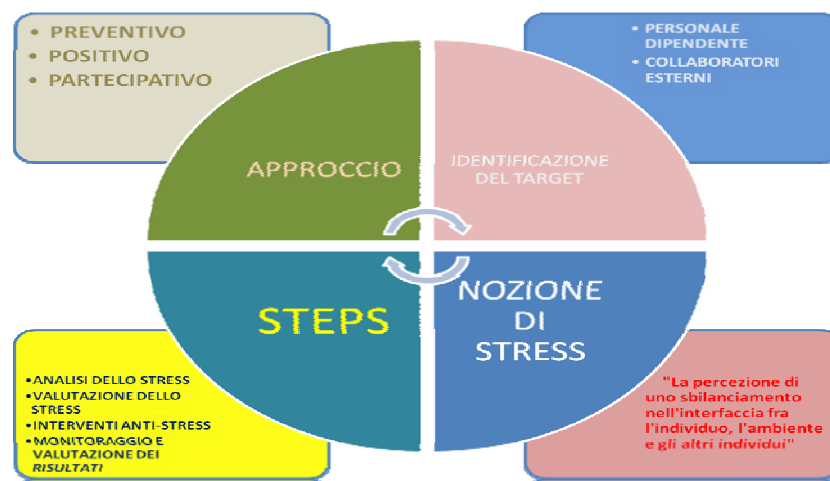 • PREVENTIVO
• POSITIVO
• PARTECIPATIVO
• PERSONALE
DIPENDENTE
• COLLABORATORI
ESTERNI
APPROCCIO
IDENTIFICAZIONE
DEL TARGET
STEPS
NOZIONE
DI
STRESS
•ANALISI DELLO STRESS
•VALUTAZIONE DELLO
STRESS
•INTERVENTI ANTI-STRESS
•MONITORAGGIO E
VALUTAZIONE DEI
RISULTATI
"La percezione di
uno sbilanciamento
nell'interfaccia fra
l'individuo, l'ambiente
e gli altri individui"